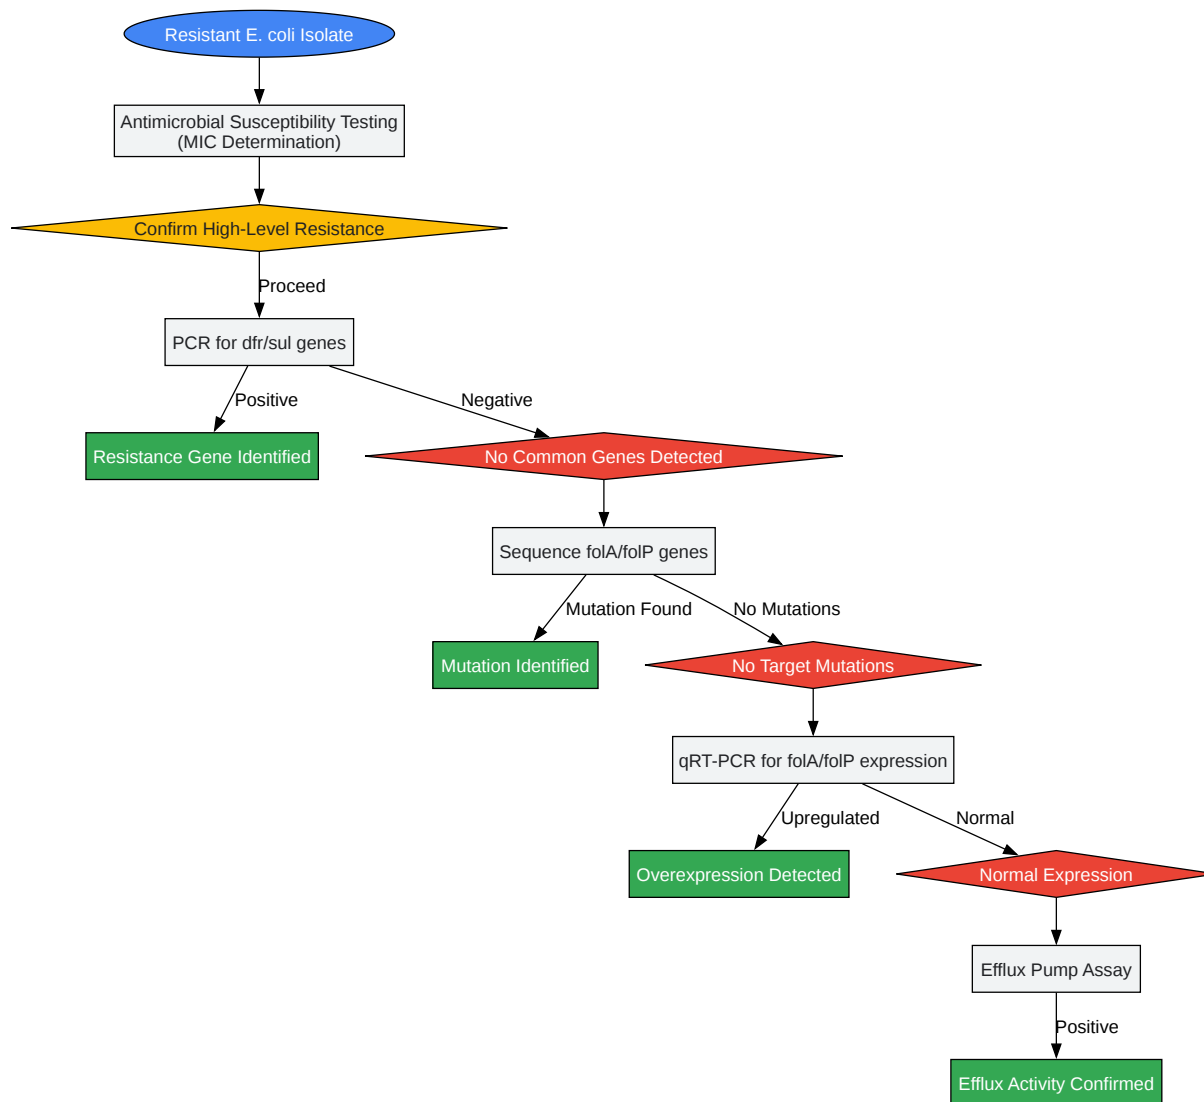 Resistant E. coli Isolate
Antimicrobial Susceptibility Testing
(MIC Determination)
Confirm High-Level Resistance
Proceed
PCR for dfr/sul genes
Positive
Negative
Resistance Gene Identified
No Common Genes Detected
Sequence folA/folP genes
Mutation Found
No Mutations
Mutation Identified
No Target Mutations
qRT-PCR for folA/folP expression
Upregulated
Normal
Overexpression Detected
Normal Expression
Efflux Pump Assay
Positive
Efflux Activity Confirmed